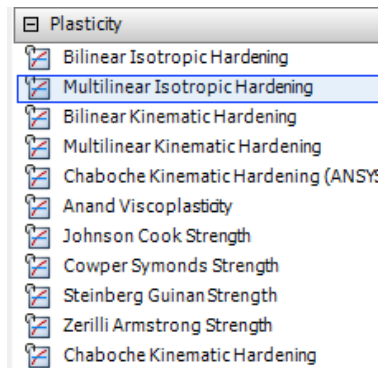 Plasticity
Bilinear Isotropic Hardening
Multilinear Isotropic Hardening
Bilinear Kinematic Hardening
Multilinear Kinematic Hardening
Chaboche Kinematic Hardening (ANSYS
Anand Viscoplasticity
Johnson Cook Strength
Cowper Symonds Strength
Steinberg Guinan Strength
Zerilli Armstrong Strength
Chaboche Kinematic Hardening